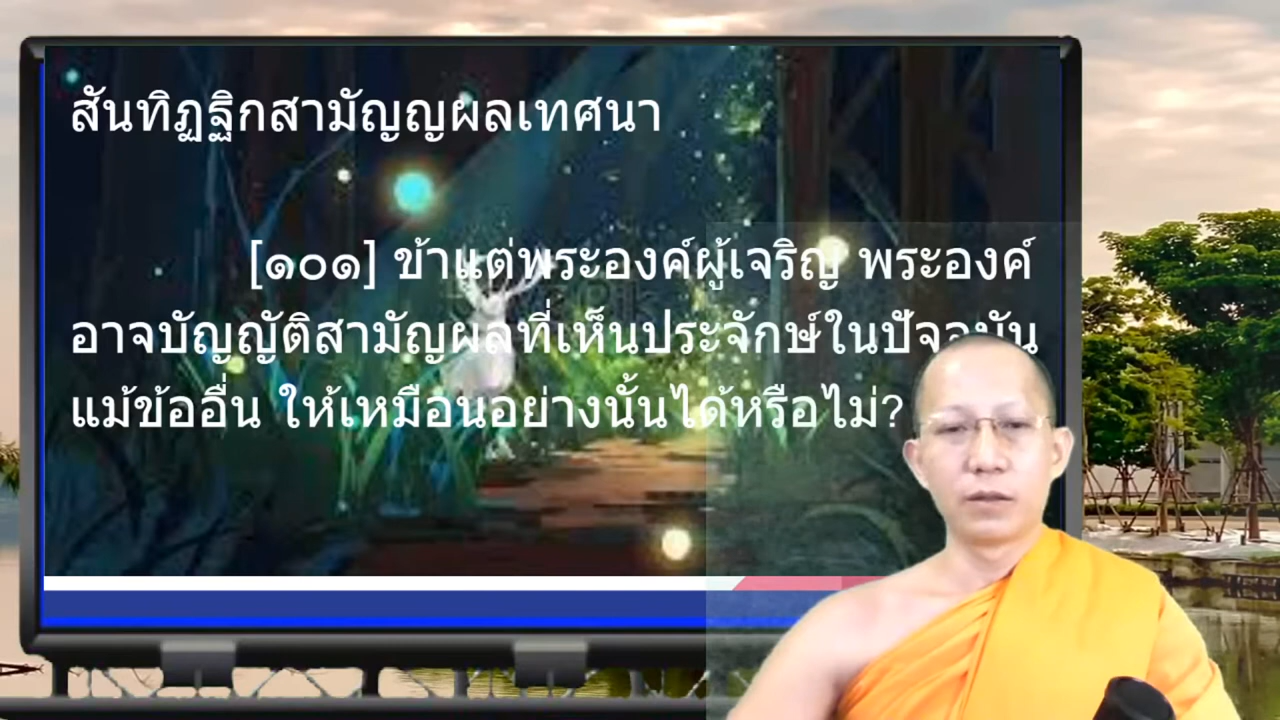 สันทิฏฐิกสามัญญผลเทศนา
[๑๐๑] ข้าแต่พระองค์ผู้เจริญ พระองค์
อาจบัญญัติสามัญผลที่เห็นประจักษ์ในปัจจุบัน
แม้ข้ออื่น ให้เหมือนอย่างนั้นได้หรือไม่?